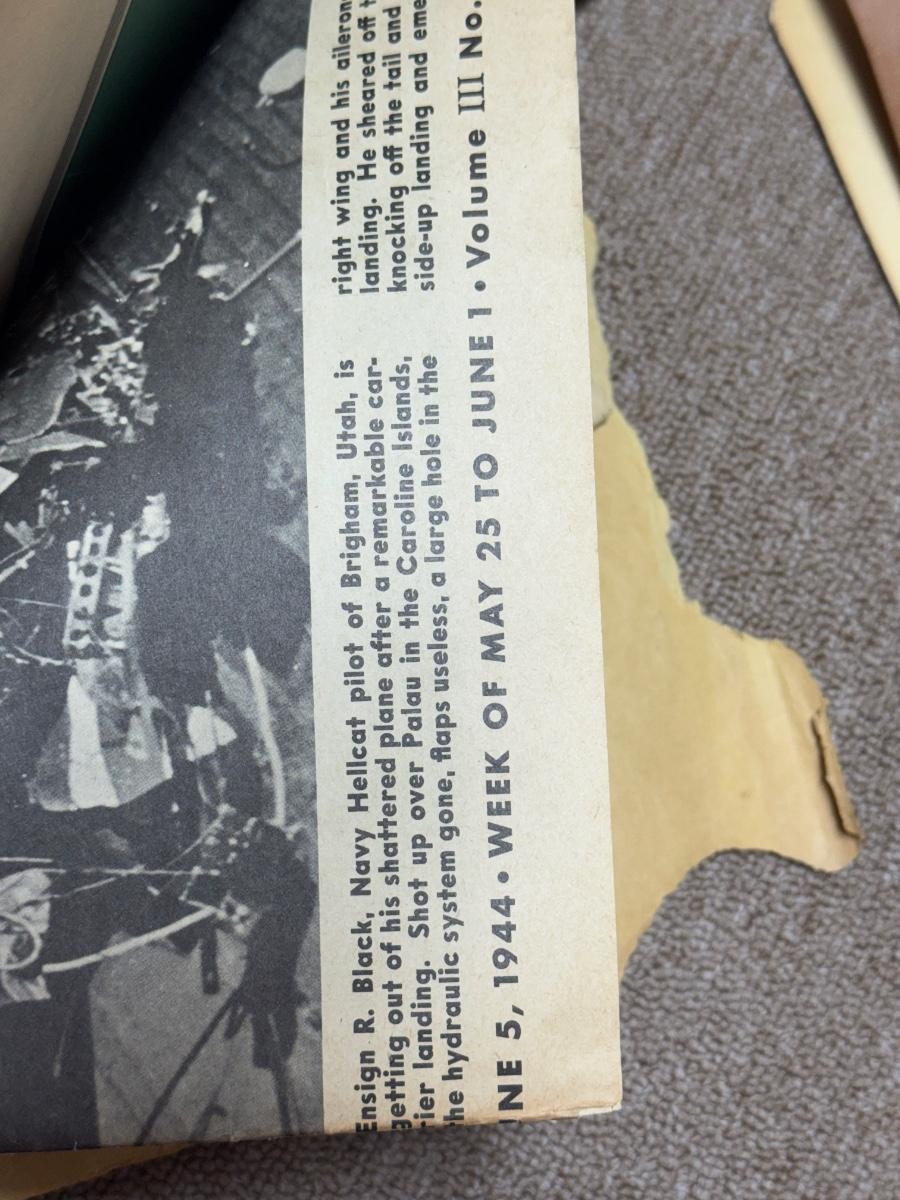 Ensign R. Black, Navy Hellcat pilot of Brigham, Utah, is
getting out of his shattered plane after a remarkable car-
rier landing. Shot up over Palau in the Caroline Islands,
the hydraulic system gone, flaps useless, a large hole in the
right wing and his ailerons
landing. He sheared off
knocking off the tail and
side-up landing and eme
UNE 5, 1944 • WEEK OF MAY 25 TO JUNE 1 • Volume III No.